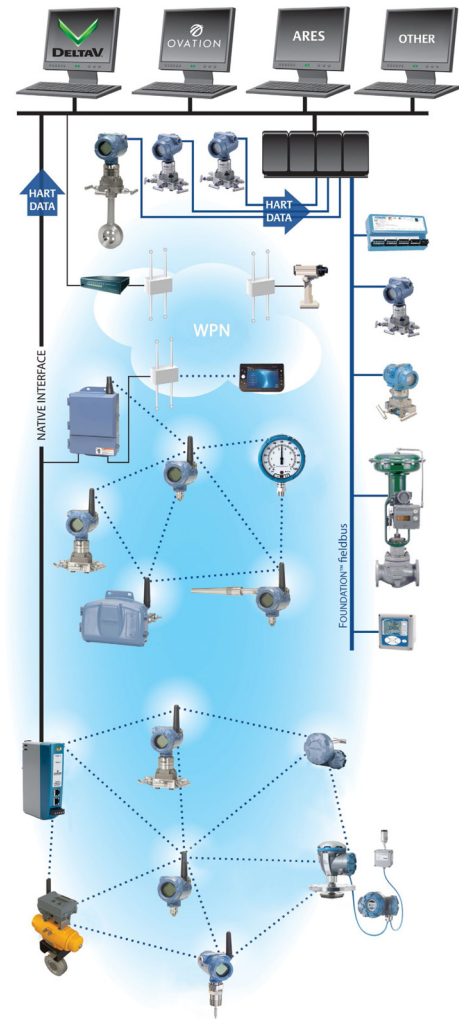 DELTAV
OVATION
ARES
OTHER
HART
DATA
HART
DATA
WPN
NATIVE INTERFACE
FOUNDATION™ fieldbus